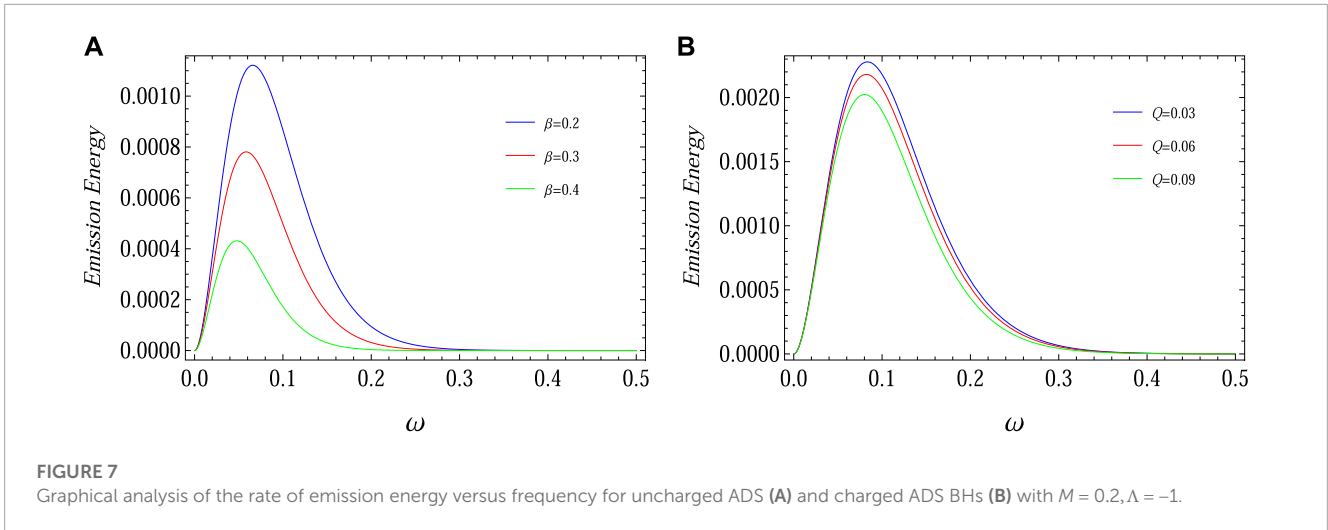 A
B
Emission Energy
0.0010
0.0008
0.0006
0.0004
0.0002
0.0000
β=0.2
β=0.3
β=0.4
0.0
0.1
0.2
0.3
0.4
0.5
ω
Emission Energy
0.0020
0.0015
0.0010
0.0005
0.0000
Q=0.03
Q=0.06
Q=0.09
0.0
0.1
0.2
0.3
0.4
0.5
ω
FIGURE 7
Graphical analysis of the rate of emission energy versus frequency for uncharged ADS (A) and charged ADS BHs (B) with M = 0.2, Λ = −1.